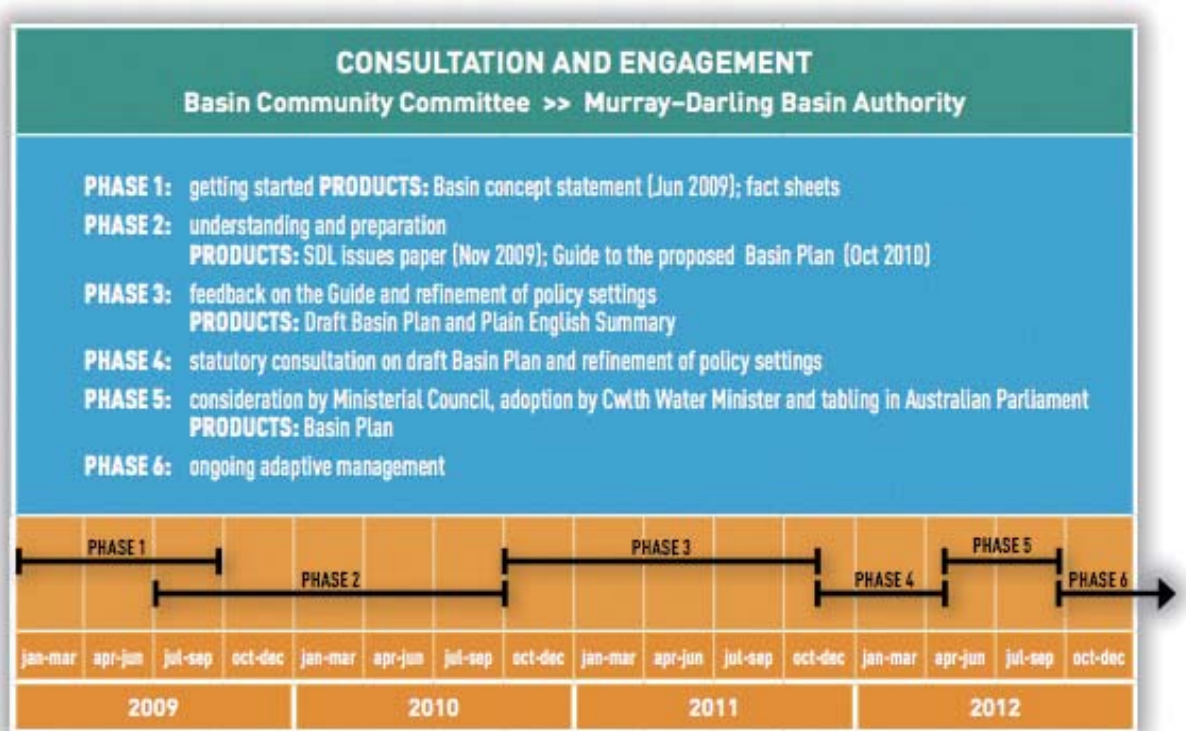 CONSULTATION AND ENGAGEMENT
Basin Community Committee >> Murray–Darling Basin Authority
PHASE 1: getting started PRODUCTS: Basin concept statement (Jun 2009); fact sheets
PHASE 2: understanding and preparation
PRODUCTS: SDL issues paper (Nov 2009); Guide to the proposed Basin Plan (Oct 2010)
PHASE 3: feedback on the Guide and refinement of policy settings
PRODUCTS: Draft Basin Plan and Plain English Summary
PHASE 4: statutory consultation on draft Basin Plan and refinement of policy settings
PHASE 5: consideration by Ministerial Council, adoption by Cwlth Water Minister and tabling in Australian Parliament
PRODUCTS: Basin Plan
PHASE 6: ongoing adaptive management
PHASE 1 PHASE 3 PHASE 5
PHASE 2 PHASE 4 PHASE 6
jan-mar apr-jun jul-sep oct-dec jan-mar apr-jun jul-sep oct-dec jan-mar apr-jun jul-sep oct-dec jan-mar apr-jun jul-sep oct-dec
2009 2010 2011 2012